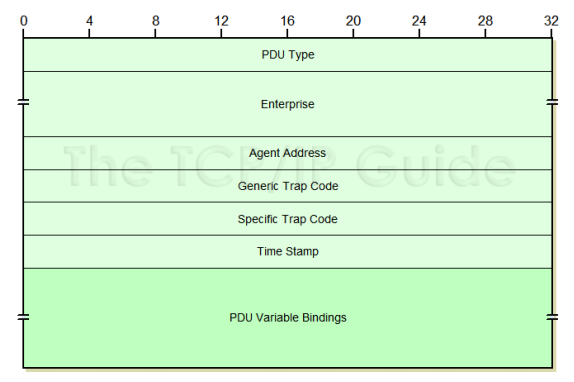 0 4 8 12 16 20 24 28 32
PDU Type
Enterprise
The TCP/IP Guide
Agent Address
Generic Trap Code
Specific Trap Code
Time Stamp
PDU Variable Bindings